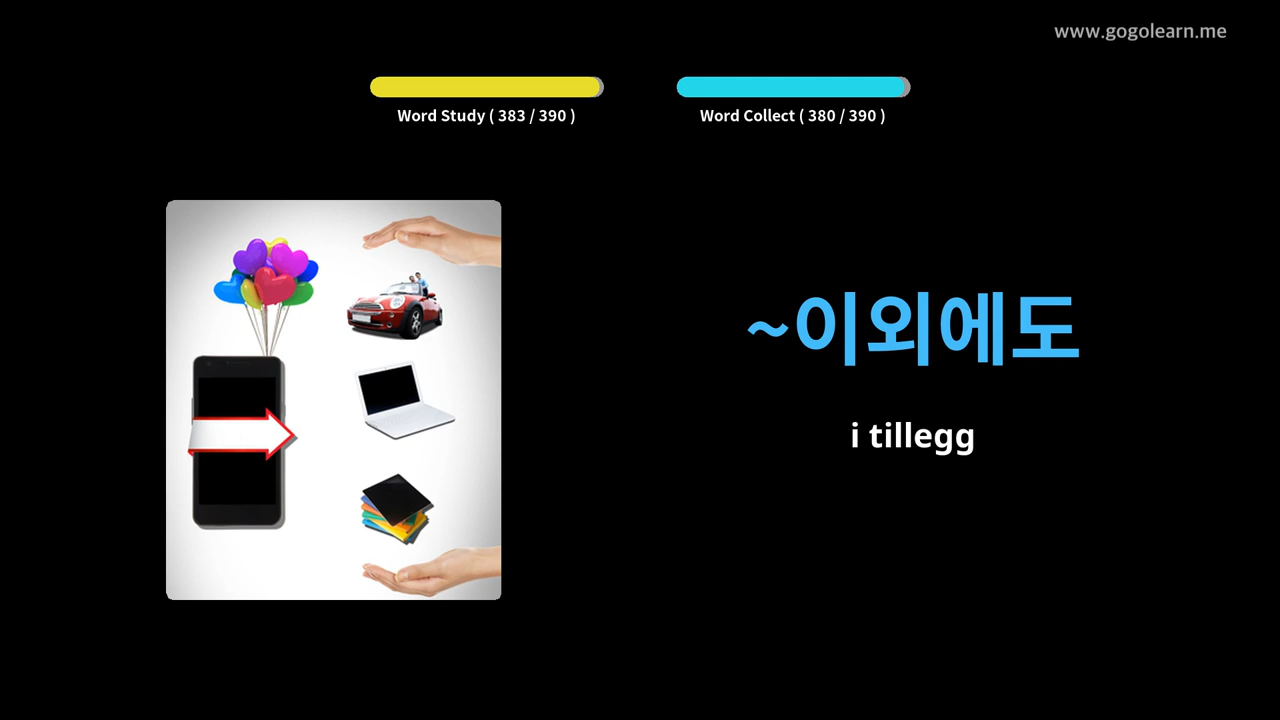 www.gogolearn.me
Word Study ( 383 / 390 )
Word Collect ( 380 / 390 )
~이외에도
i tillegg